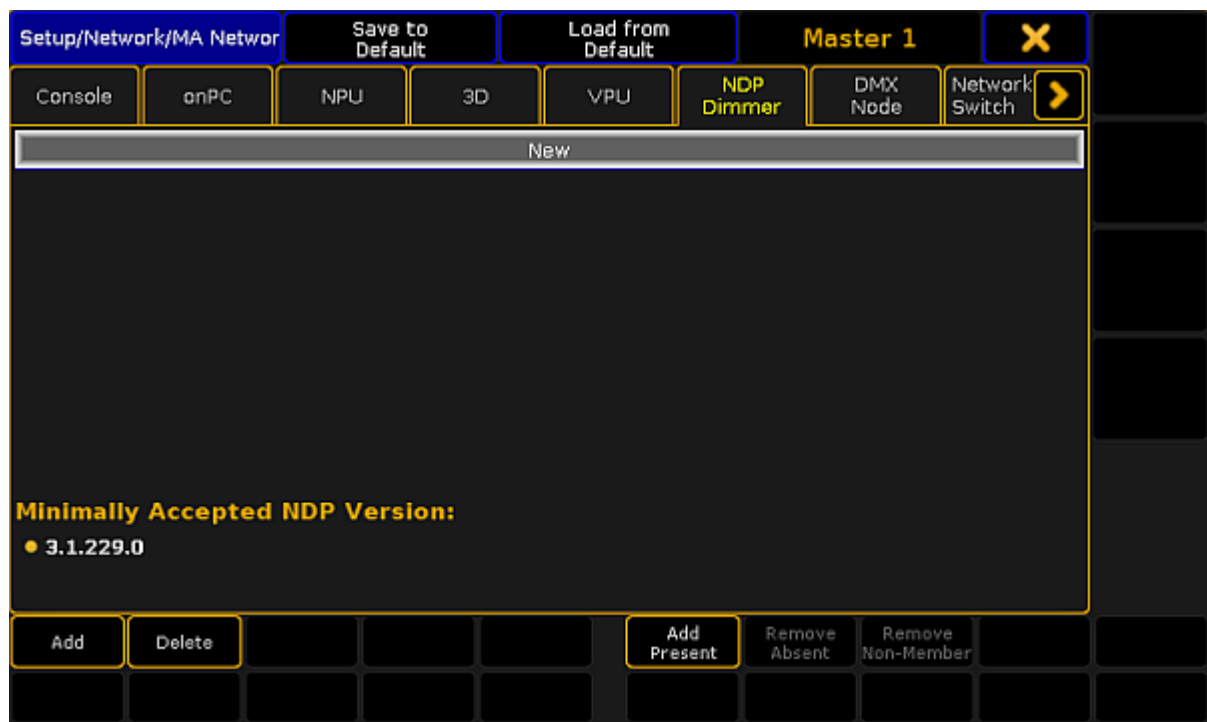 Setup/Network/MA Networ
Save to
Default
Load from
Default
Master 1
Console
onPC
NPU
3D
VPU
NDP
Dimmer
DMX
Node
Network
Switch
New
Minimally Accepted NDP Version:
3.1.229.0
Add
Delete
Add
Present
Remove
Absent
Remove
Non-Member